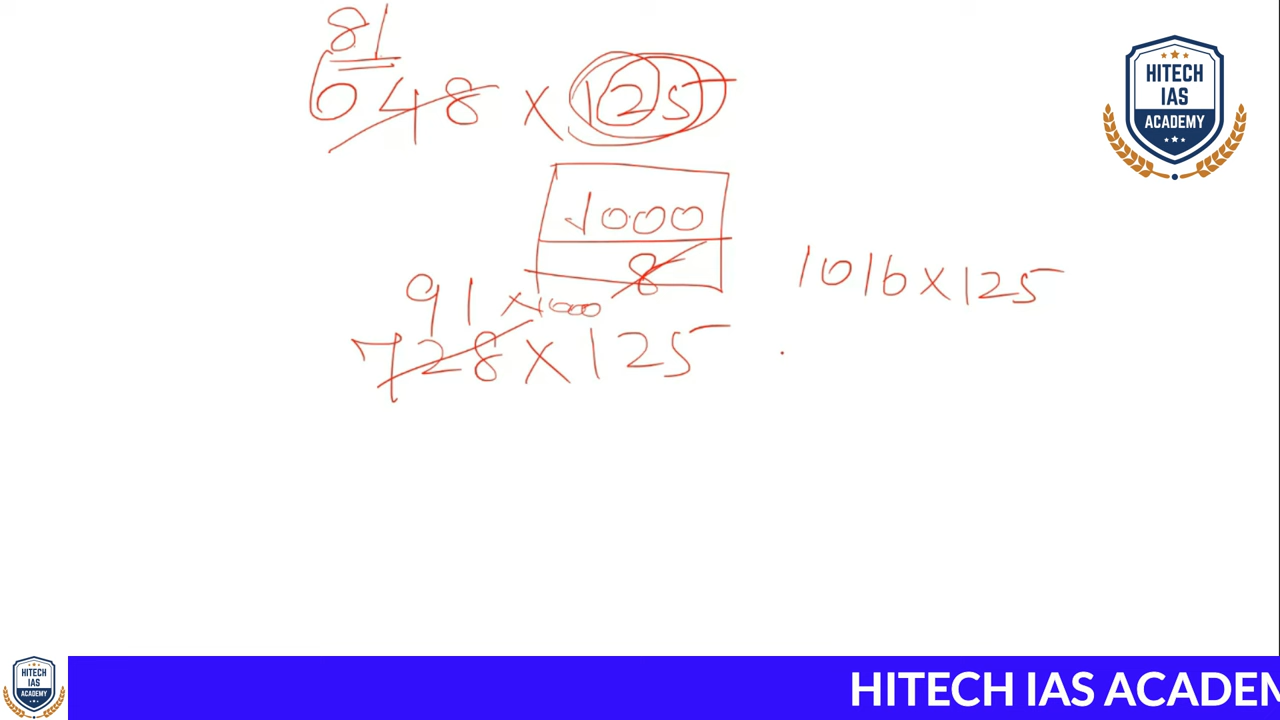 81
648 × 125
1000
8
1016 × 125
91 × 1000
728 × 125
HITECH
IAS
ACADEMY
HITECH
IAS
ACADEMY
HITECH IAS ACADEM